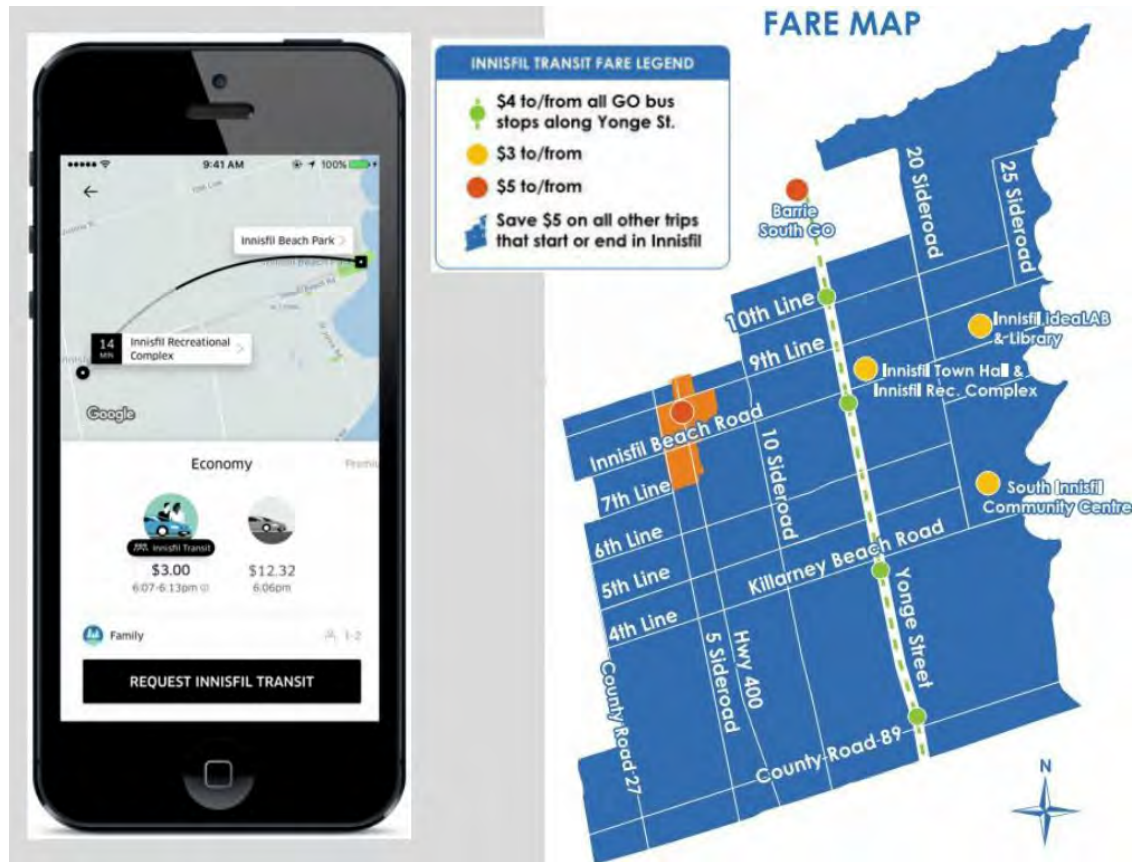 9:41 AM
100%
Innisfil Beach Park
14
MIN
Innisfil Recreational
Complex
Google
Economy
Innisfil Transit
$3.00
$12.32
6:07-6:13pm
6:06pm
Family
1-2
REQUEST INNISFIL TRANSIT
FARE MAP
INNISFIL TRANSIT FARE LEGEND
$4 to/from all GO bus
stops along Yonge St.
$3 to/from
$5 to/from
Save $5 on all other trips
that start or end in Innisfil
20 Sideroad
25 Sideroad
Barrie
South GO
10th Line
9th Line
Innisfil ideaLAB
& Library
Innisfil Town Hall &
Innisfil Rec. Complex
Innisfil Beach Road
10 Sideroad
7th Line
South Innisfil
Community Centre
6th Line
5th Line
Killarney Beach Road
4th Line
Yonge Street
Hwy 400
5 Sideroad
County Road 27
County Road 89
N